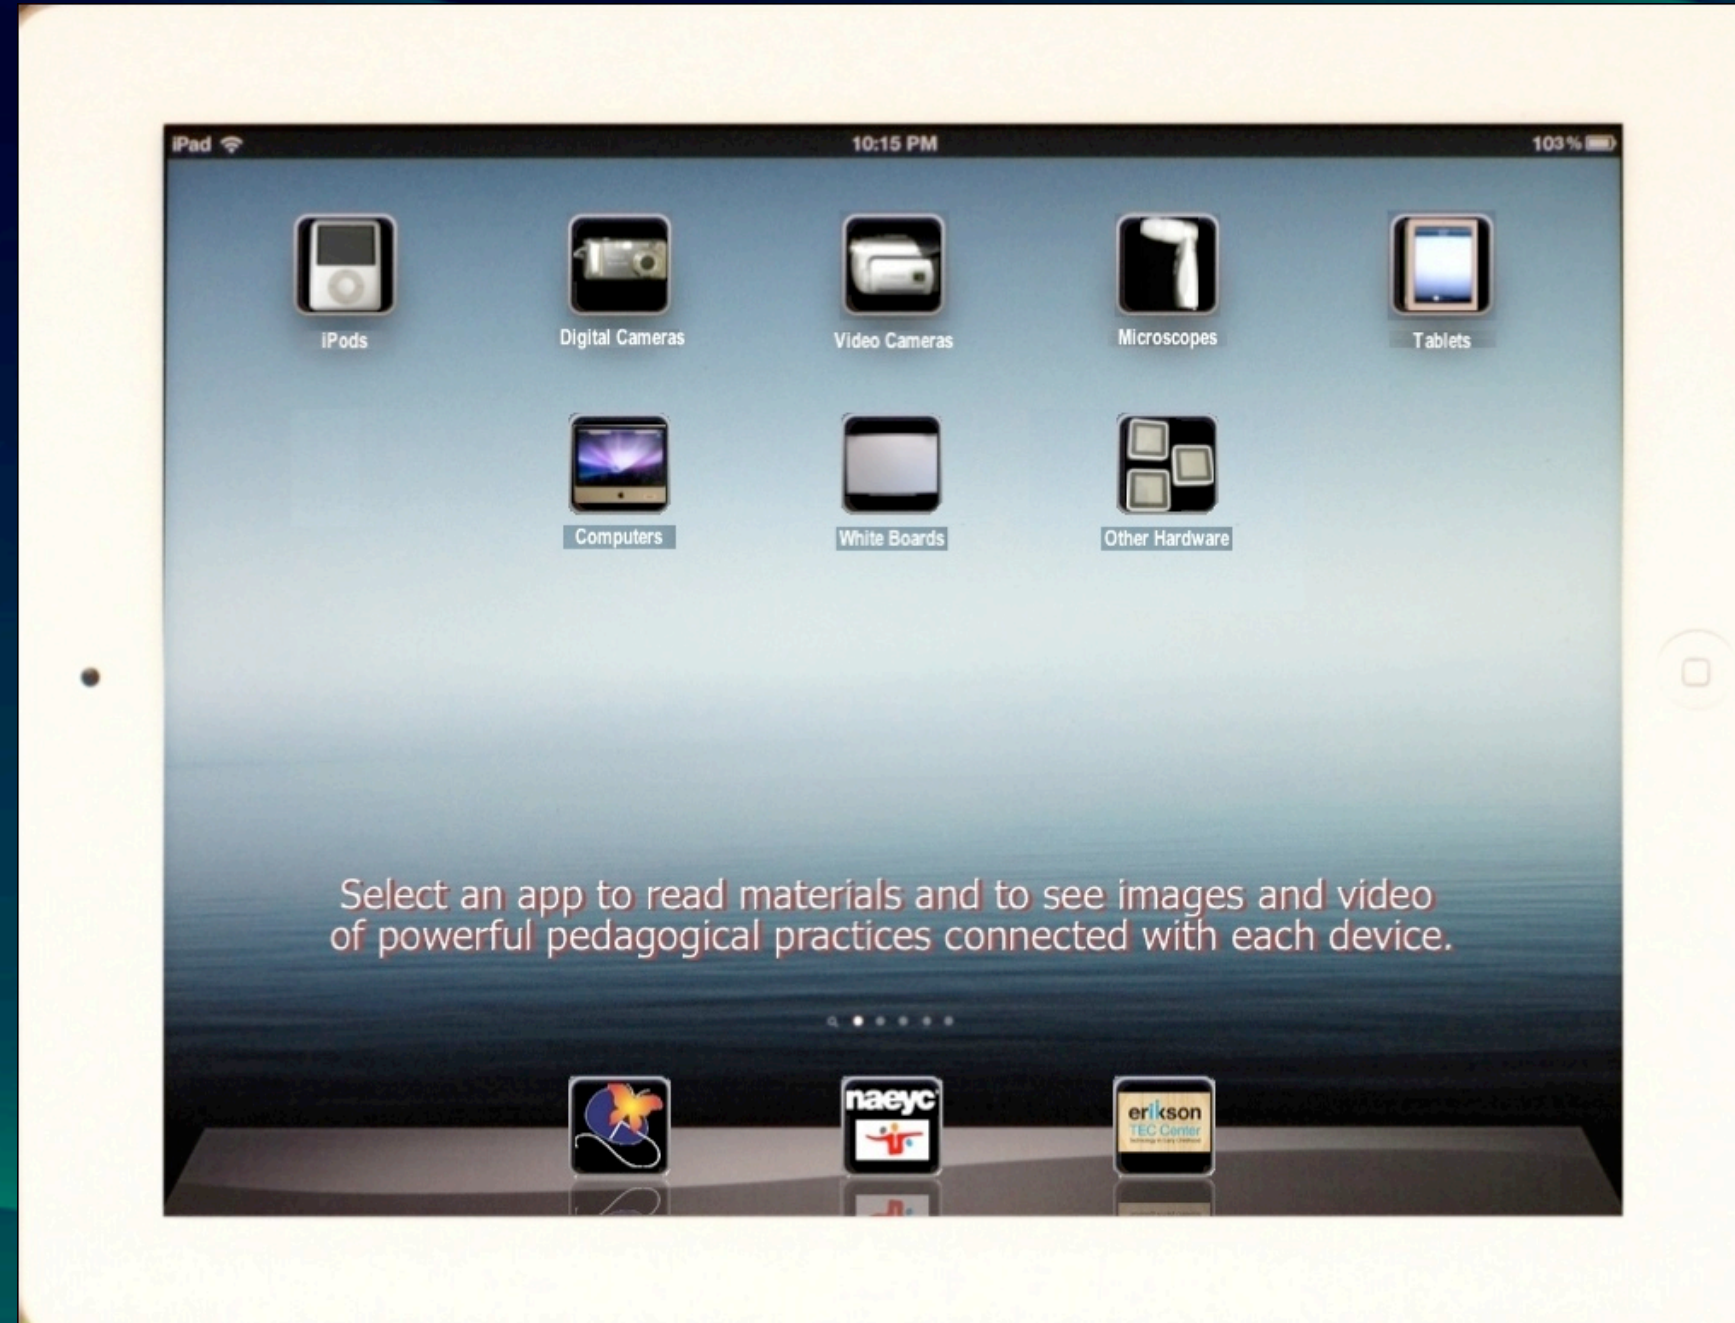 iPad 10:15 PM 103%
iPods Digital Cameras Video Cameras Microscopes Tablets
Computers White Boards Other Hardware
Select an app to read materials and to see images and video
of powerful pedagogical practices connected with each device.
naeyc
erikson
TEC Center